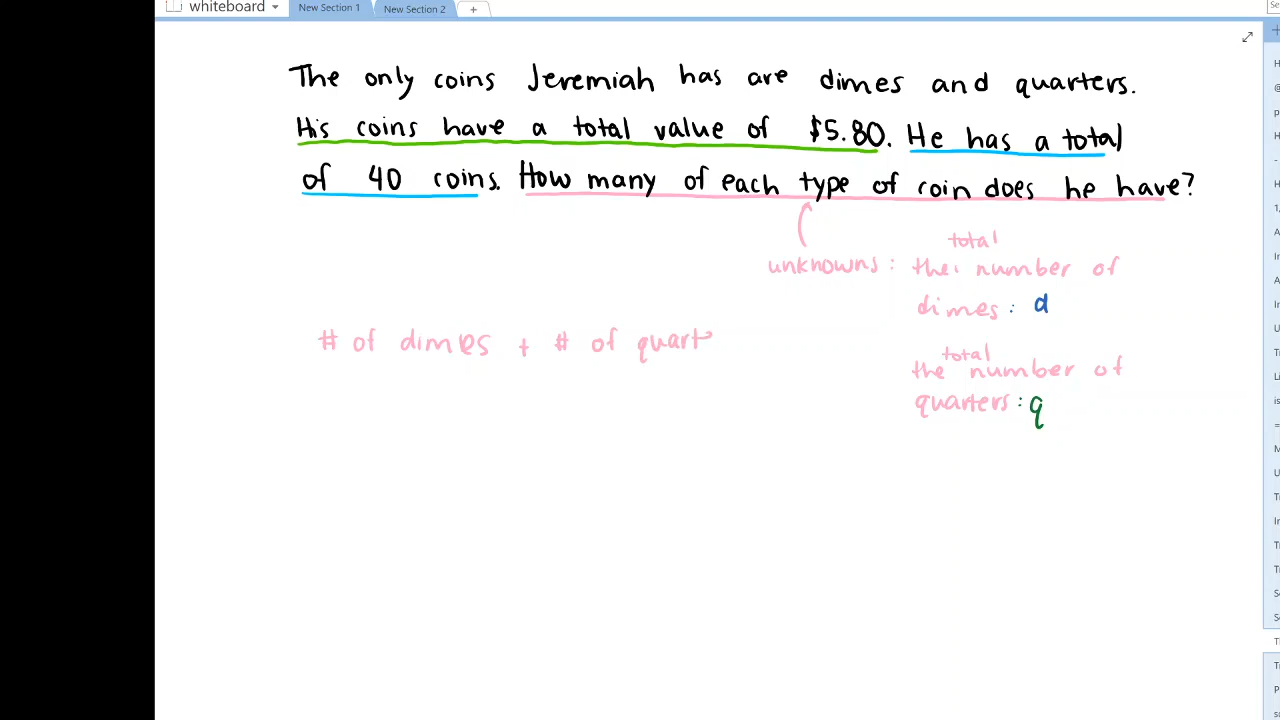 whiteboard
New Section 1
New Section 2
+
The only coins Jeremiah has are dimes and quarters.
His coins have a total value of $5.80. He has a total
of 40 coins. How many of each type of coin does he have?
total
unknowns: the number of
dimes: d
# of dimes + # of quart
total
the number of
quarters: q